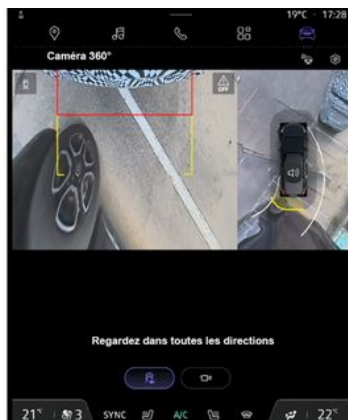 19°C · 17:28
Caméra 360°
OFF
Regardez dans toutes les directions
21°C 3 SYNC A/C 22°C